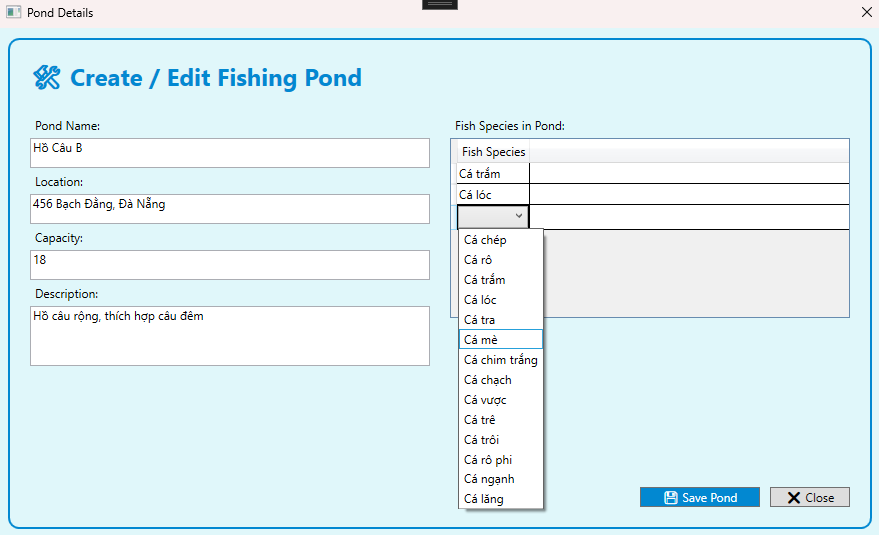 Pond Details
Create / Edit Fishing Pond
Pond Name:
Hồ Câu B
Location:
456 Bạch Đằng, Đà Nẵng
Capacity:
18
Description:
Hồ câu rộng, thích hợp câu đêm
Fish Species in Pond:
Fish Species
Cá trắm
Cá lóc
Cá chép
Cá rô
Cá trắm
Cá lóc
Cá tra
Cá mè
Cá chim trắng
Cá chạch
Cá vược
Cá trê
Cá trôi
Cá rô phi
Cá ngạnh
Cá lăng
Save Pond
Close